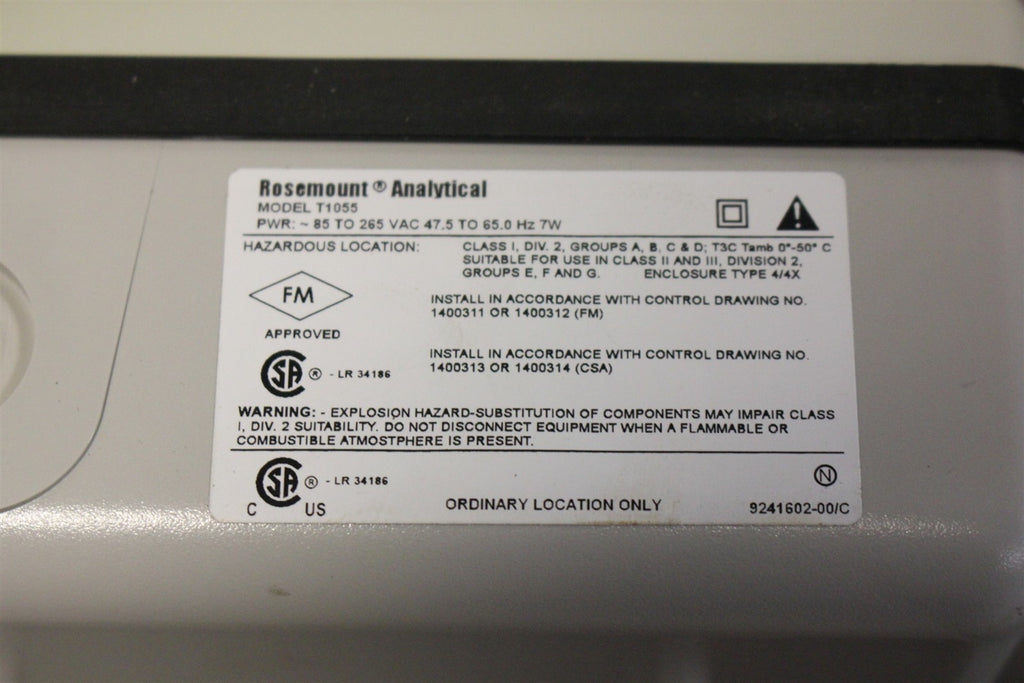 Rosemount ® Analytical
MODEL T1055
PWR: ~ 85 TO 265 VAC 47.5 TO 65.0 Hz 7W
HAZARDOUS LOCATION: CLASS I, DIV. 2, GROUPS A, B, C & D; T3C Tamb 0°-50° C
SUITABLE FOR USE IN CLASS II AND III, DIVISION 2,
GROUPS E, F AND G. ENCLOSURE TYPE 4/4X
FM
APPROVED
INSTALL IN ACCORDANCE WITH CONTROL DRAWING NO.
1400311 OR 1400312 (FM)
INSTALL IN ACCORDANCE WITH CONTROL DRAWING NO.
1400313 OR 1400314 (CSA)
CSA ® - LR 34186
WARNING: - EXPLOSION HAZARD-SUBSTITUTION OF COMPONENTS MAY IMPAIR CLASS
I, DIV. 2 SUITABILITY. DO NOT DISCONNECT EQUIPMENT WHEN A FLAMMABLE OR
COMBUSTIBLE ATMOSTPHERE IS PRESENT.
CSA ® - LR 34186
N
C US
ORDINARY LOCATION ONLY
9241602-00/C